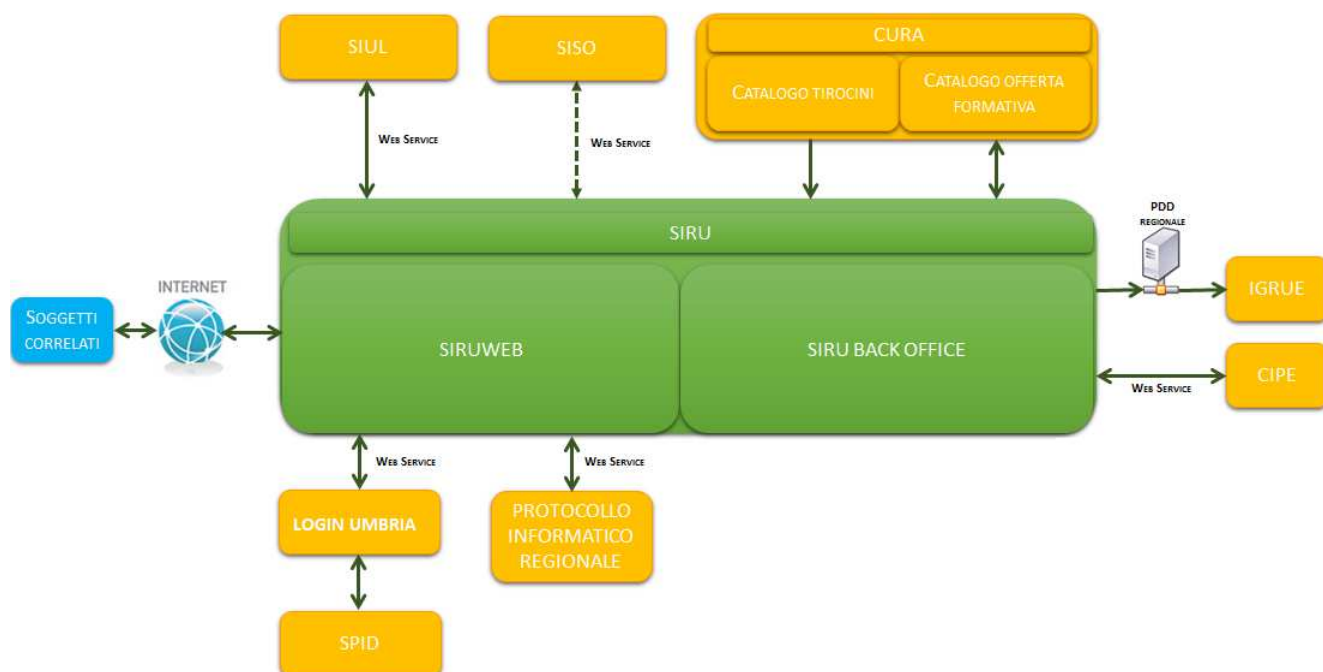 SIUL
SISO
CURA
CATALOGO TIROCINI
CATALOGO OFFERTA
FORMATIVA
WEB SERVICE
WEB SERVICE
PDD
REGIONALE
SIRU
INTERNET
IGRUE
SOGGETTI
CORRELATI
SIRUWEB
SIRU BACK OFFICE
CIPE
WEB SERVICE
WEB SERVICE
WEB SERVICE
LOGIN UMBRIA
PROTOCOLLO
INFORMATICO
REGIONALE
SPID